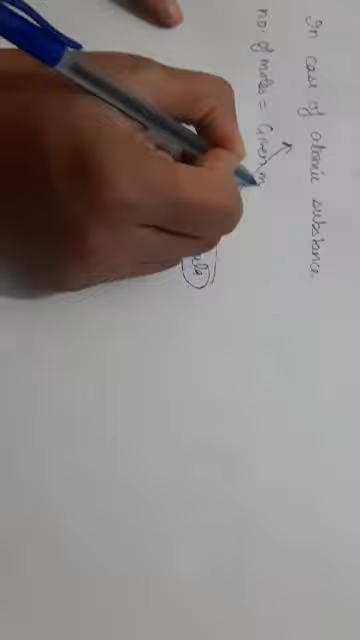 In case of atomic substance
no. of moles = Given m